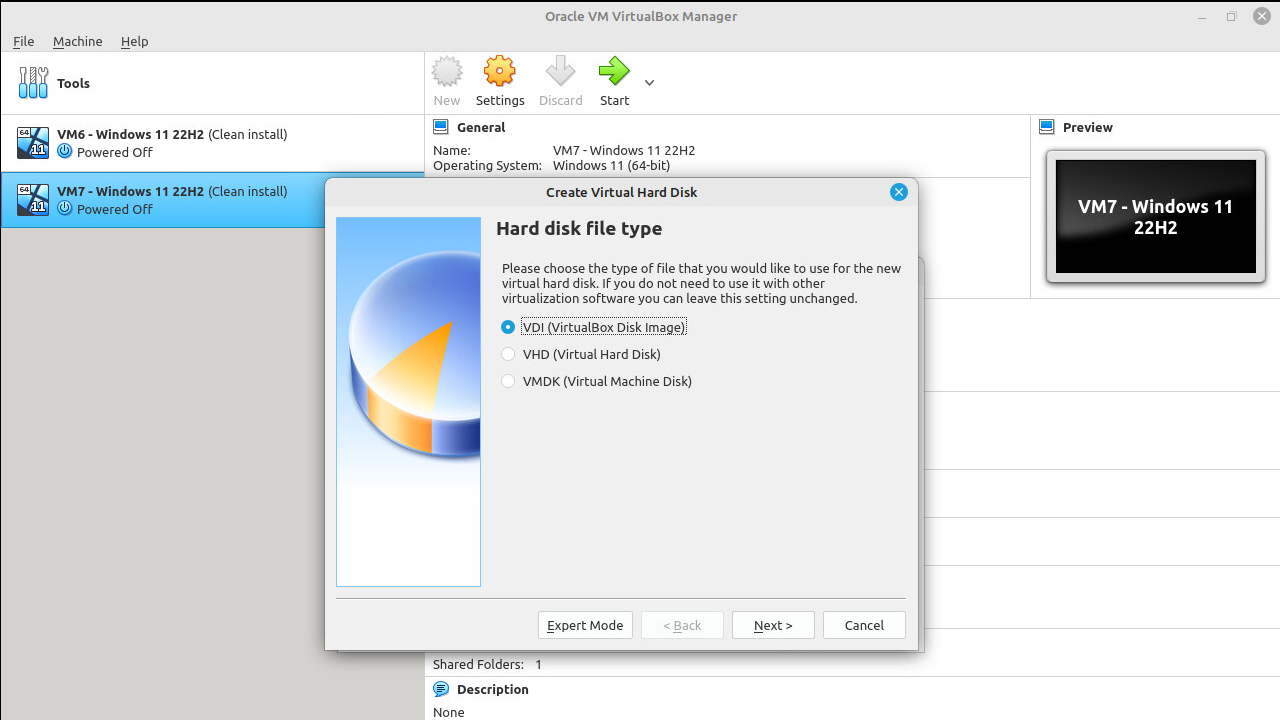 Oracle VM VirtualBox Manager
File Machine Help
Tools
New Settings Discard Start
64 11
VM6 - Windows 11 22H2 (Clean install)
Powered Off
64 11
VM7 - Windows 11 22H2 (Clean install)
Powered Off
General
Name: VM7 - Windows 11 22H2
Operating System: Windows 11 (64-bit)
Preview
VM7 - Windows 11
22H2
Create Virtual Hard Disk
Hard disk file type
Please choose the type of file that you would like to use for the new
virtual hard disk. If you do not need to use it with other
virtualization software you can leave this setting unchanged.
VDI (VirtualBox Disk Image)
VHD (Virtual Hard Disk)
VMDK (Virtual Machine Disk)
Expert Mode < Back Next > Cancel
Shared Folders: 1
Description
None